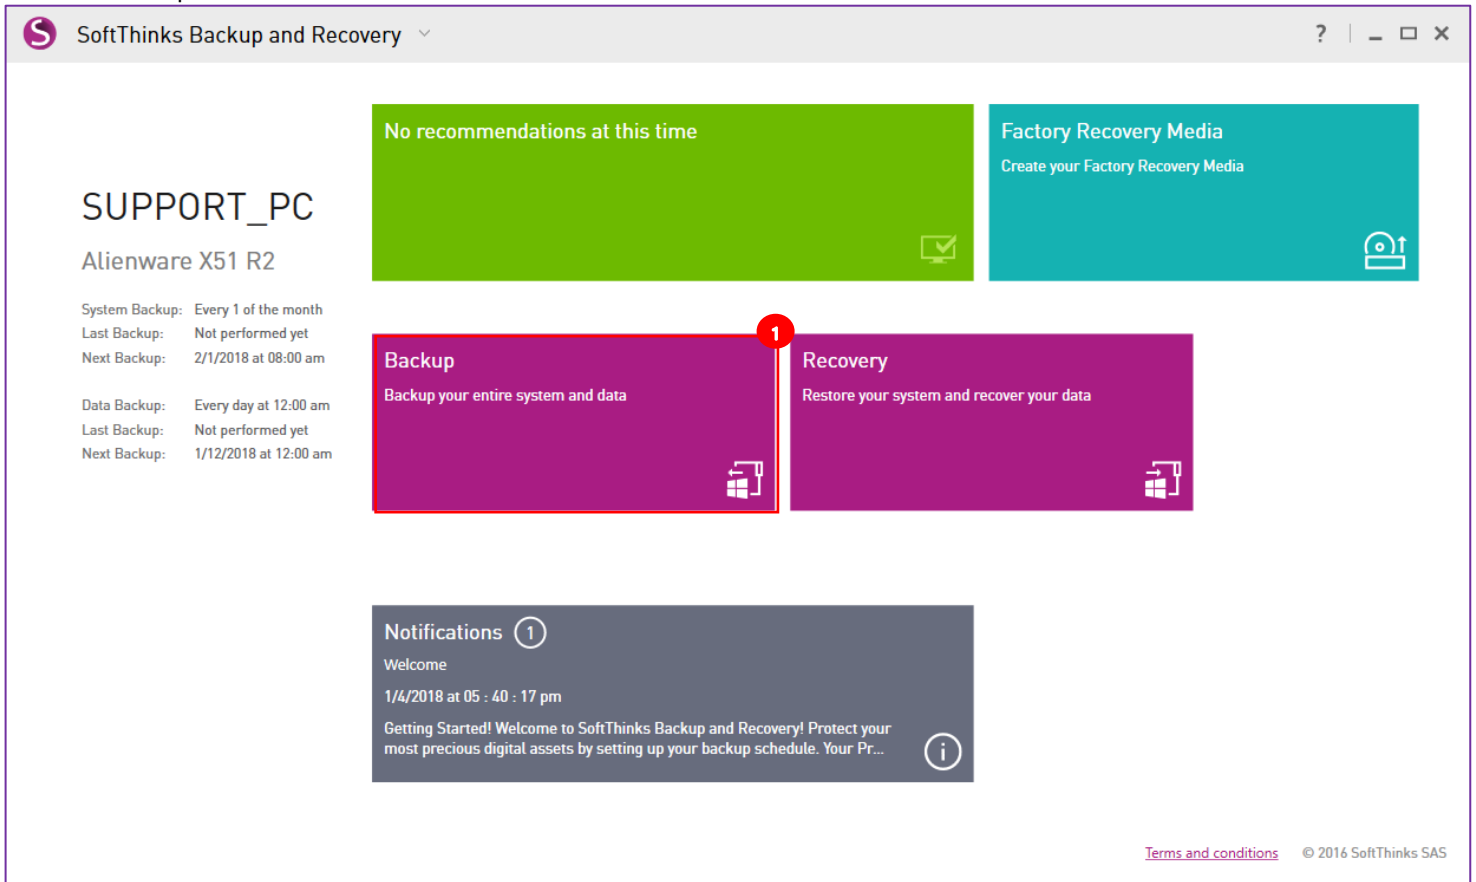 SoftThinks Backup and Recovery
?
SUPPORT_PC
Alienware X51 R2
System Backup: Every 1 of the month
Last Backup: Not performed yet
Next Backup: 2/1/2018 at 08:00 am
Data Backup: Every day at 12:00 am
Last Backup: Not performed yet
Next Backup: 1/12/2018 at 12:00 am
No recommendations at this time
Factory Recovery Media
Create your Factory Recovery Media
1
Backup
Backup your entire system and data
Recovery
Restore your system and recover your data
Notifications 1
Welcome
1/4/2018 at 05 : 40 : 17 pm
Getting Started! Welcome to SoftThinks Backup and Recovery! Protect your
most precious digital assets by setting up your backup schedule. Your Pr...
Terms and conditions © 2016 SoftThinks SAS